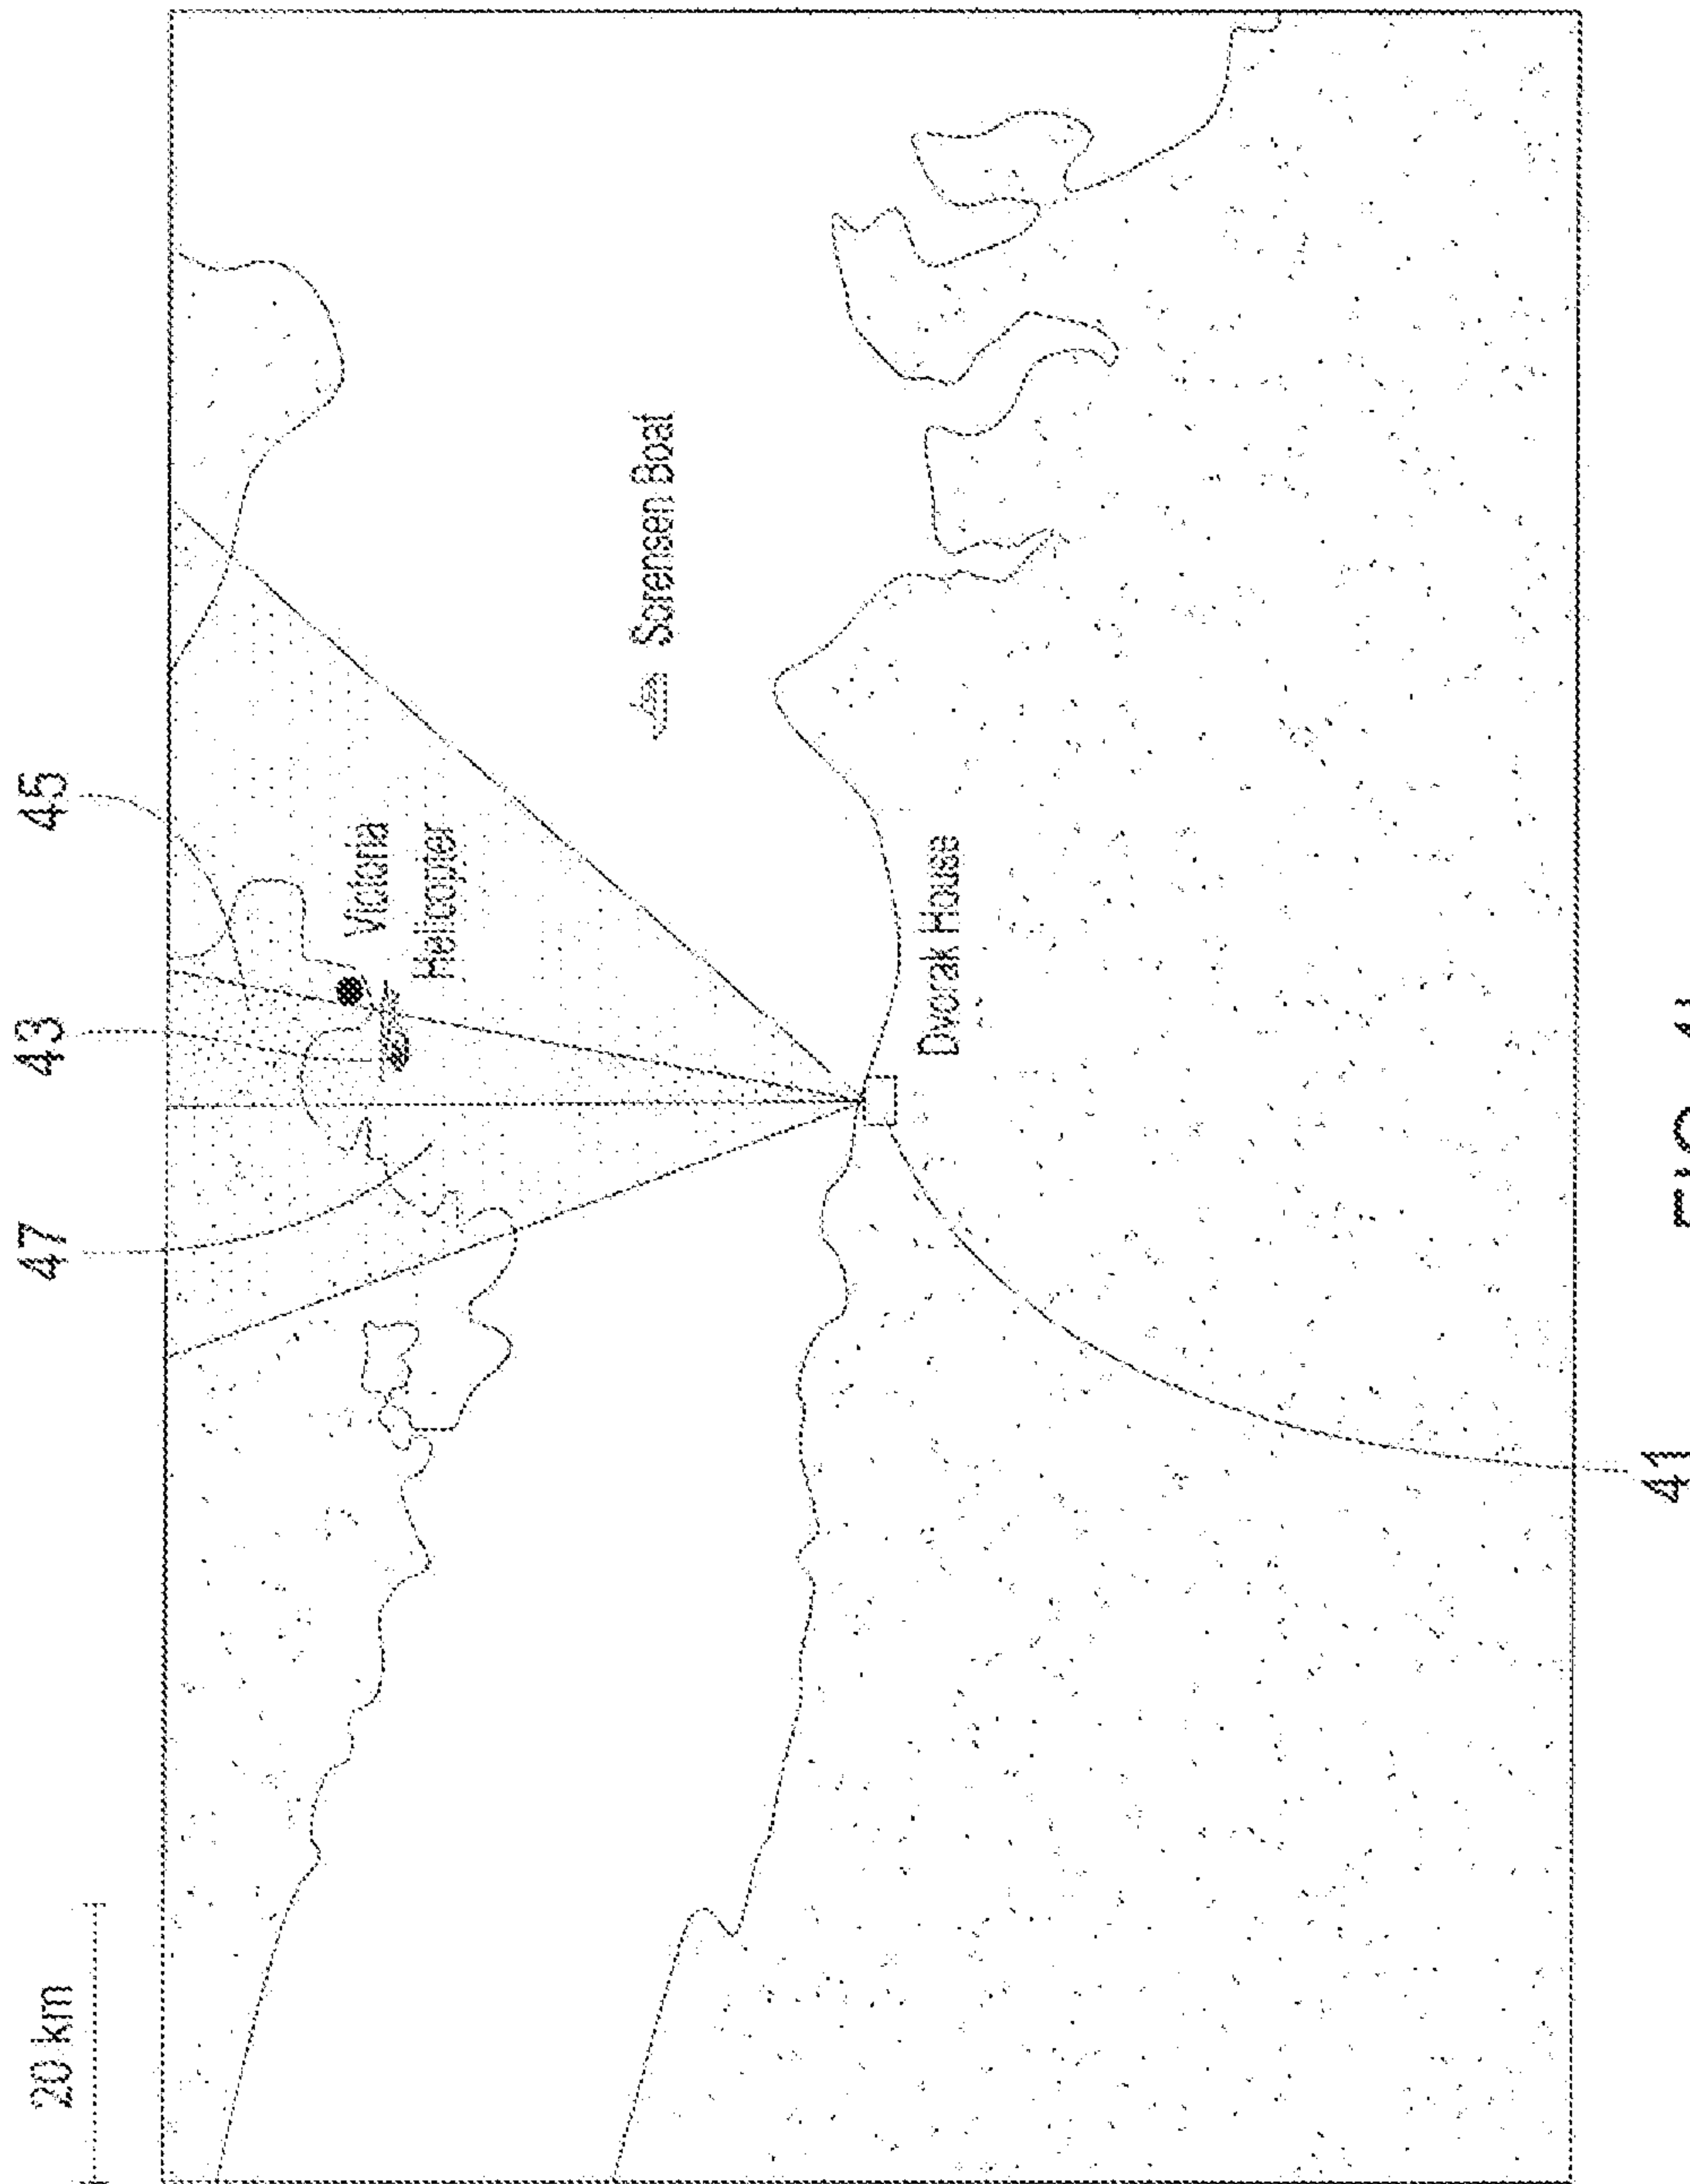 20 km
47
43
45
Victoria
Helicopter
Sorensen Boat
Dvorak House
41